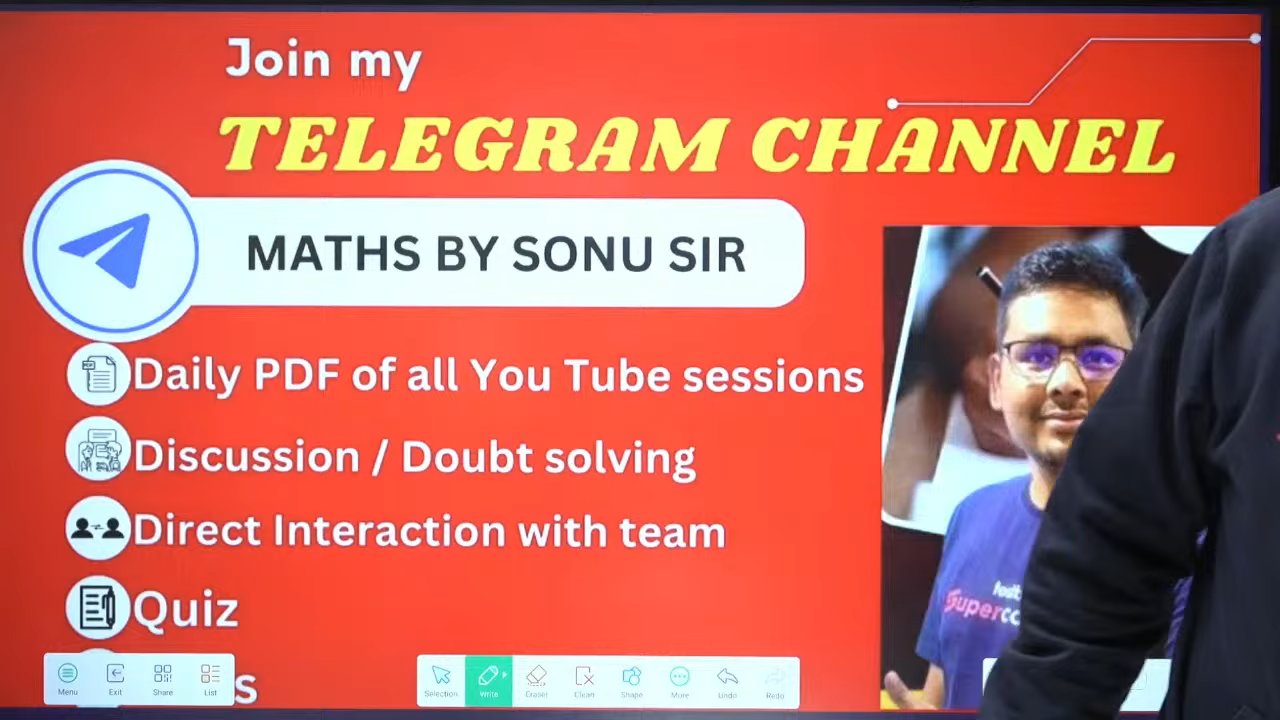 Join my
TELEGRAM CHANNEL
MATHS BY SONU SIR
PDF
Daily PDF of all You Tube sessions
Discussion / Doubt solving
Direct Interaction with team
Quiz
Menu
Exit
Share
List
Selection
Write
Eraser
Clean
Shape
More
Undo
Redo